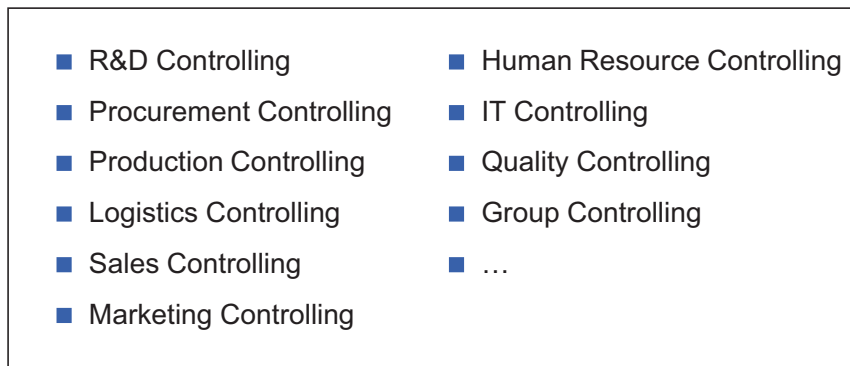 R&D Controlling
Procurement Controlling
Production Controlling
Logistics Controlling
Sales Controlling
Marketing Controlling
Human Resource Controlling
IT Controlling
Quality Controlling
Group Controlling
…